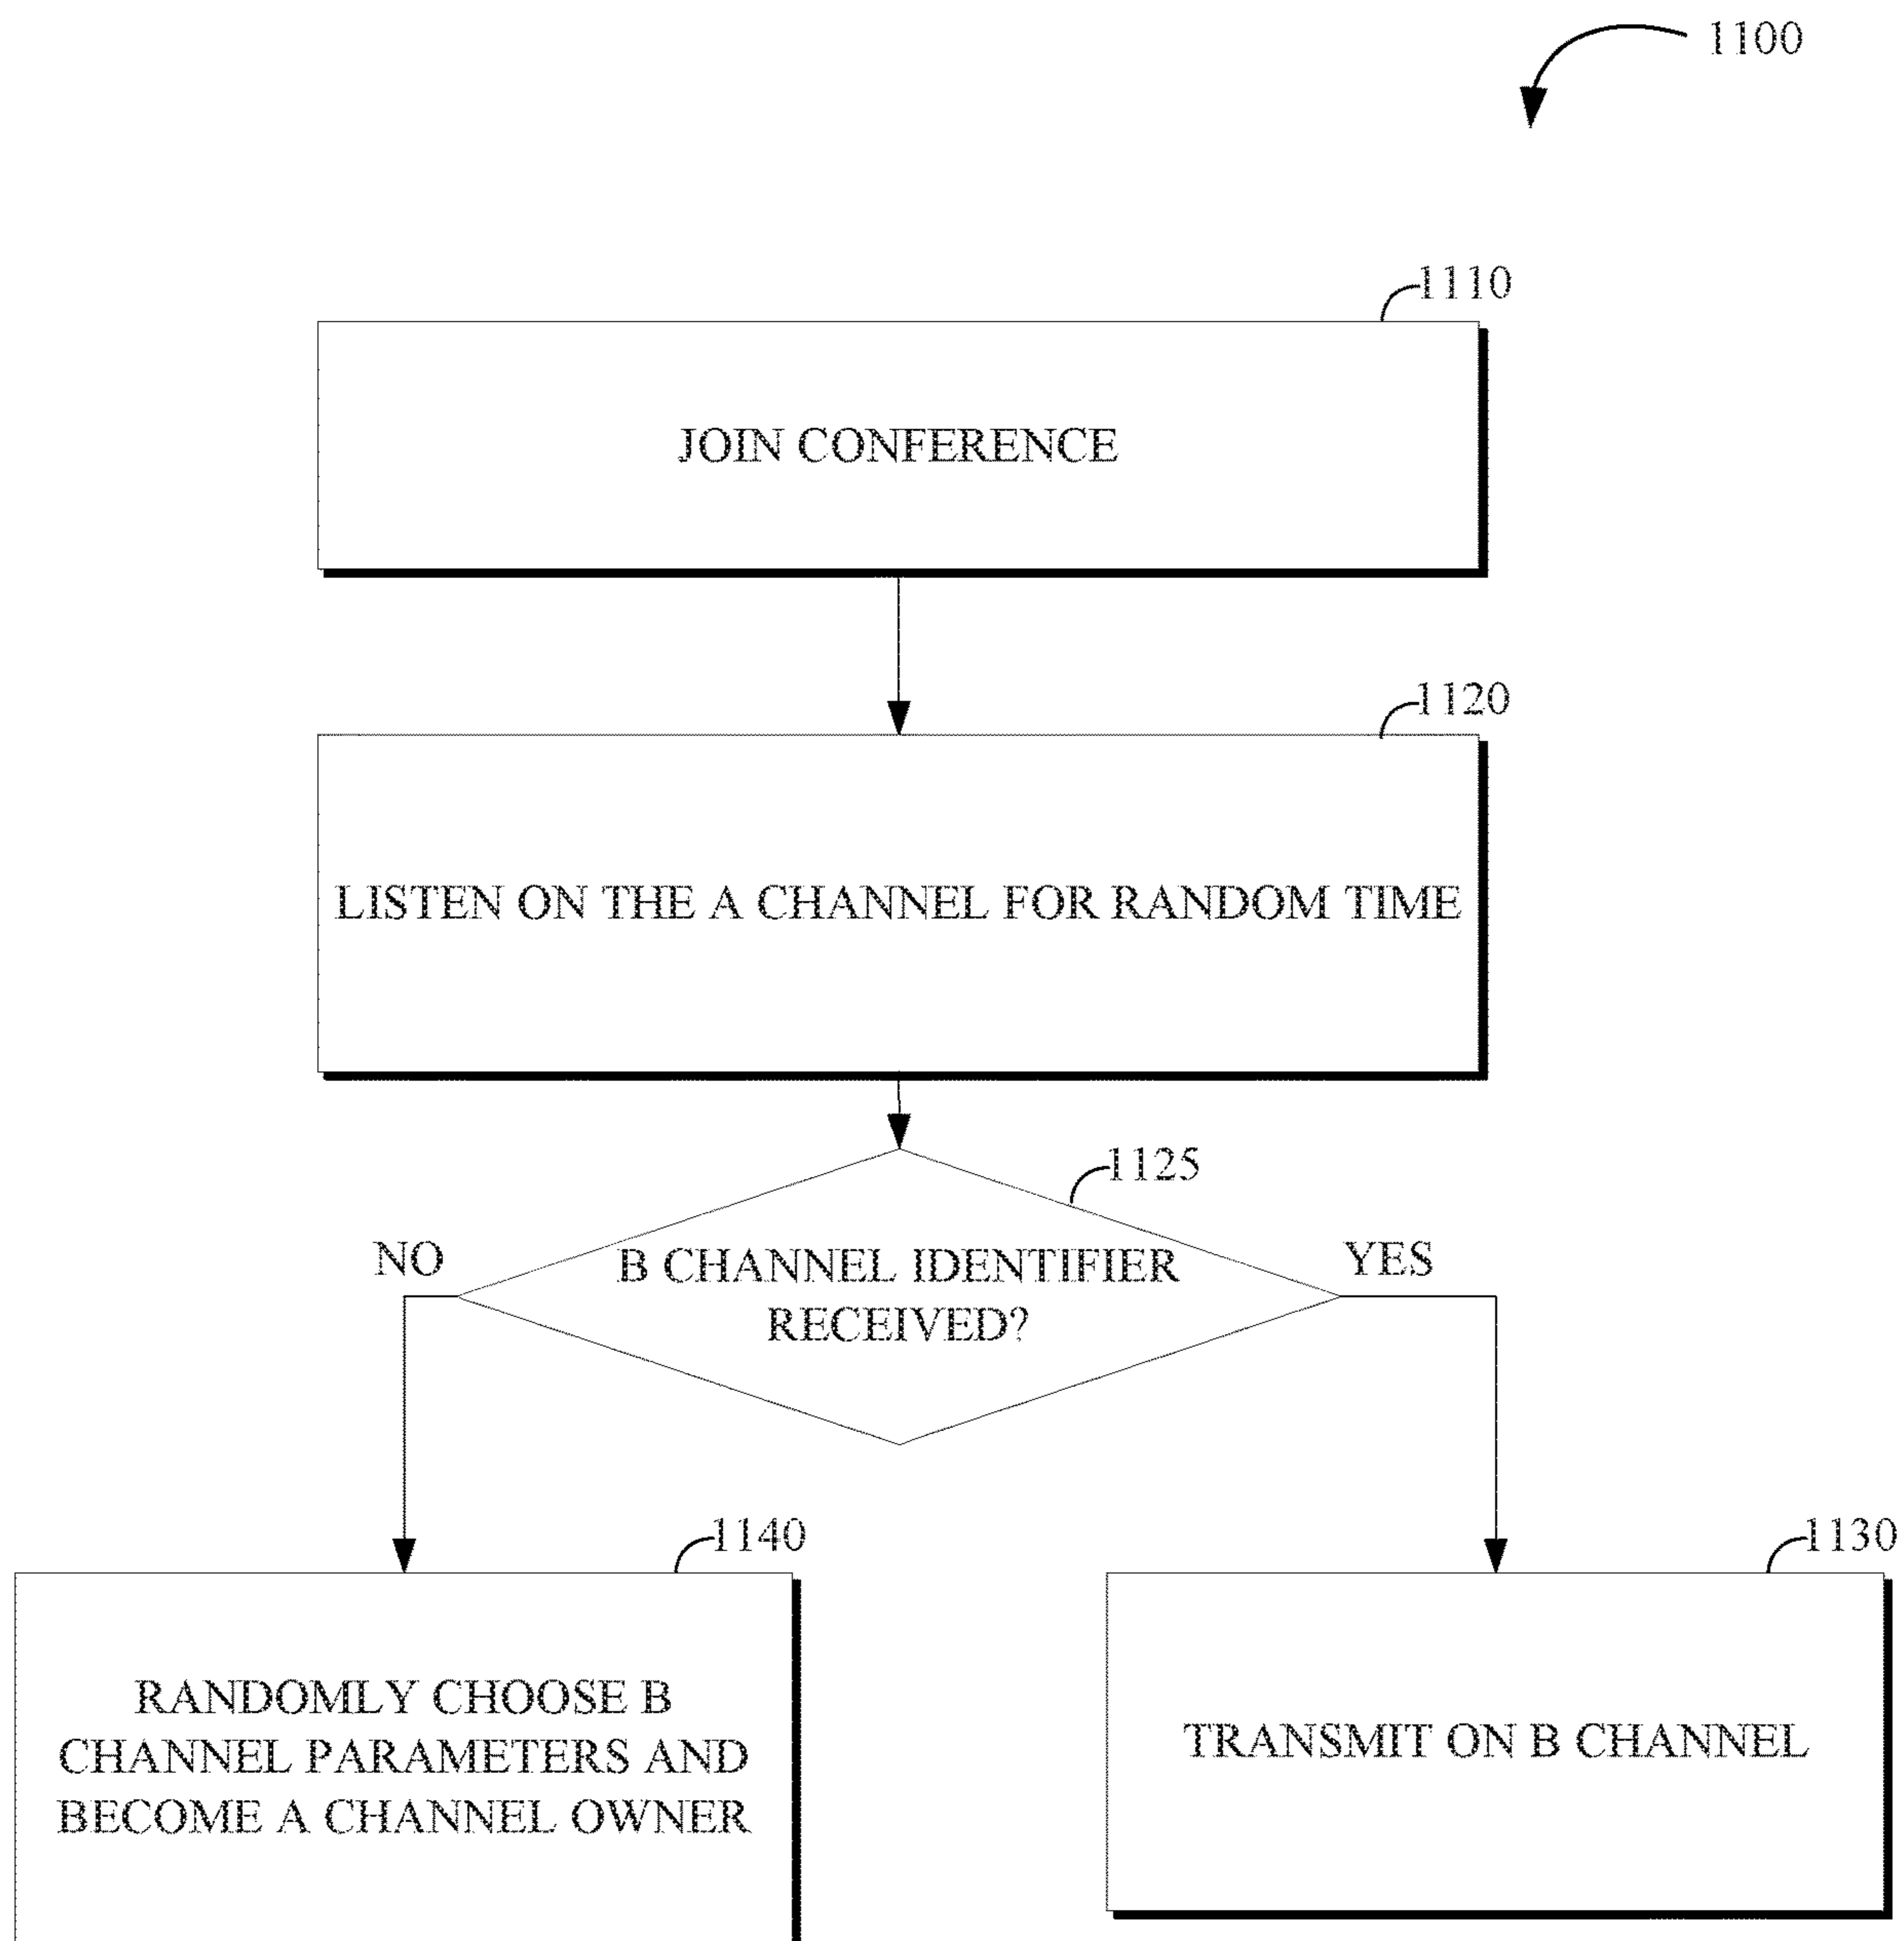 1100
1110
JOIN CONFERENCE
1120
LISTEN ON THE A CHANNEL FOR RANDOM TIME
1125
NO
B CHANNEL IDENTIFIER
RECEIVED?
YES
1140
RANDOMLY CHOOSE B
CHANNEL PARAMETERS AND
BECOME A CHANNEL OWNER
1130
TRANSMIT ON B CHANNEL